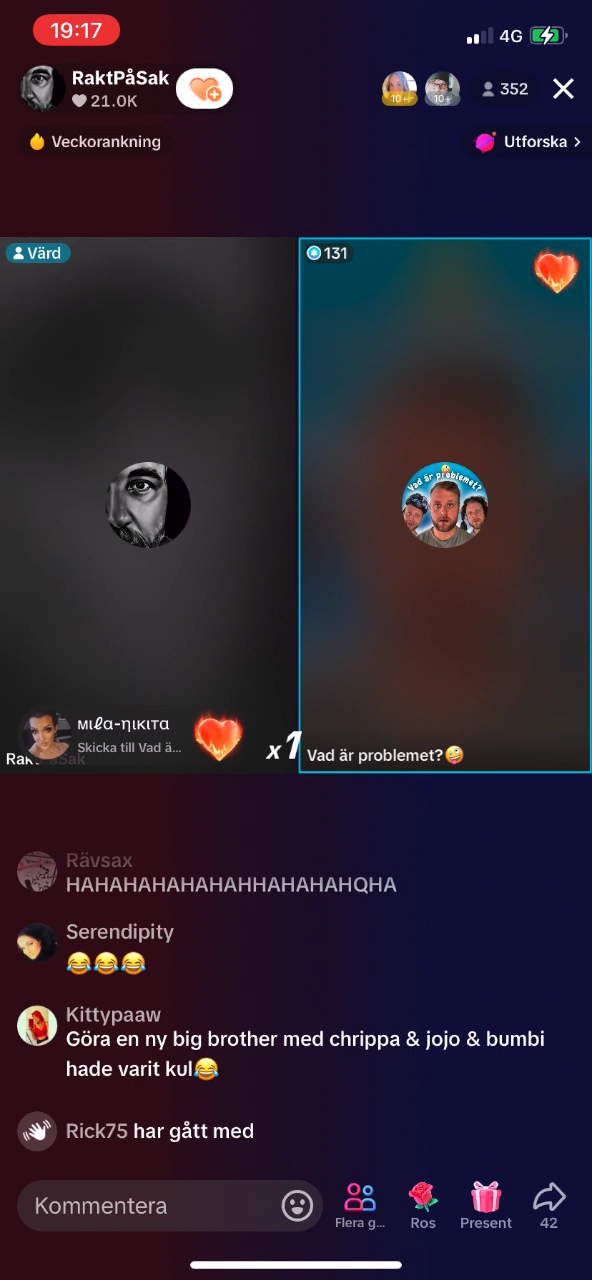 19:17
4G
RaktPåSak
21.0K
10+
10+
352
Veckorankning
Utforska >
Värd
131
Vad är problemet?
мιℓα-ηιкιтα
Skicka till Vad ä...
x1
Vad är problemet?🤪
Rävsax
HAHAHAHAHAHAHHAHAHAHQHA
Serendipity
😂😂😂
Kittypaaw
Göra en ny big brother med chrippa & jojo & bumbi
hade varit kul😂
Rick75 har gått med
Kommentera
Flera g...
Ros
Present
42